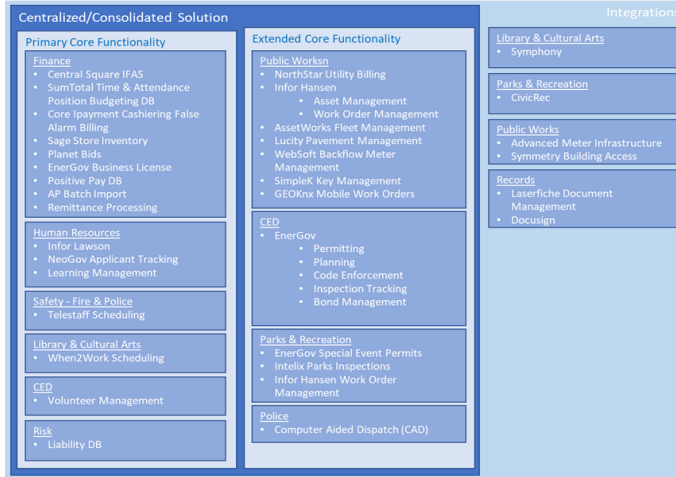 Centralized/Consolidated Solution
Primary Core Functionality
Finance
• Central Square IFAS
• SumTotal Time & Attendance
Position Budgeting DB
• Core Ipayment Cashiering False
Alarm Billing
• Sage Store Inventory
• Planet Bids
• EnerGov Business License
• Positive Pay DB
• AP Batch Import
• Remittance Processing
Human Resources
• Infor Lawson
• NeoGov Applicant Tracking
• Learning Management
Safety - Fire & Police
• Telestaff Scheduling
Library & Cultural Arts
• When2Work Scheduling
CED
• Volunteer Management
Risk
• Liability DB
Extended Core Functionality
Public Worksn
• NorthStar Utility Billing
• Infor Hansen
• Asset Management
• Work Order Management
• AssetWorks Fleet Management
• Lucity Pavement Management
• WebSoft Backflow Meter
Management
• SimpleK Key Management
• GEOKnx Mobile Work Orders
CED
• EnerGov
• Permitting
• Planning
• Code Enforcement
• Inspection Tracking
• Bond Management
Parks & Recreation
• EnerGov Special Event Permits
• Intelix Parks Inspections
• Infor Hansen Work Order
Management
Police
• Computer Aided Dispatch (CAD)
Integrations
Library & Cultural Arts
• Symphony
Parks & Recreation
• CivicRec
Public Works
• Advanced Meter Infrastructure
• Symmetry Building Access
Records
• Laserfiche Document
Management
• Docusign